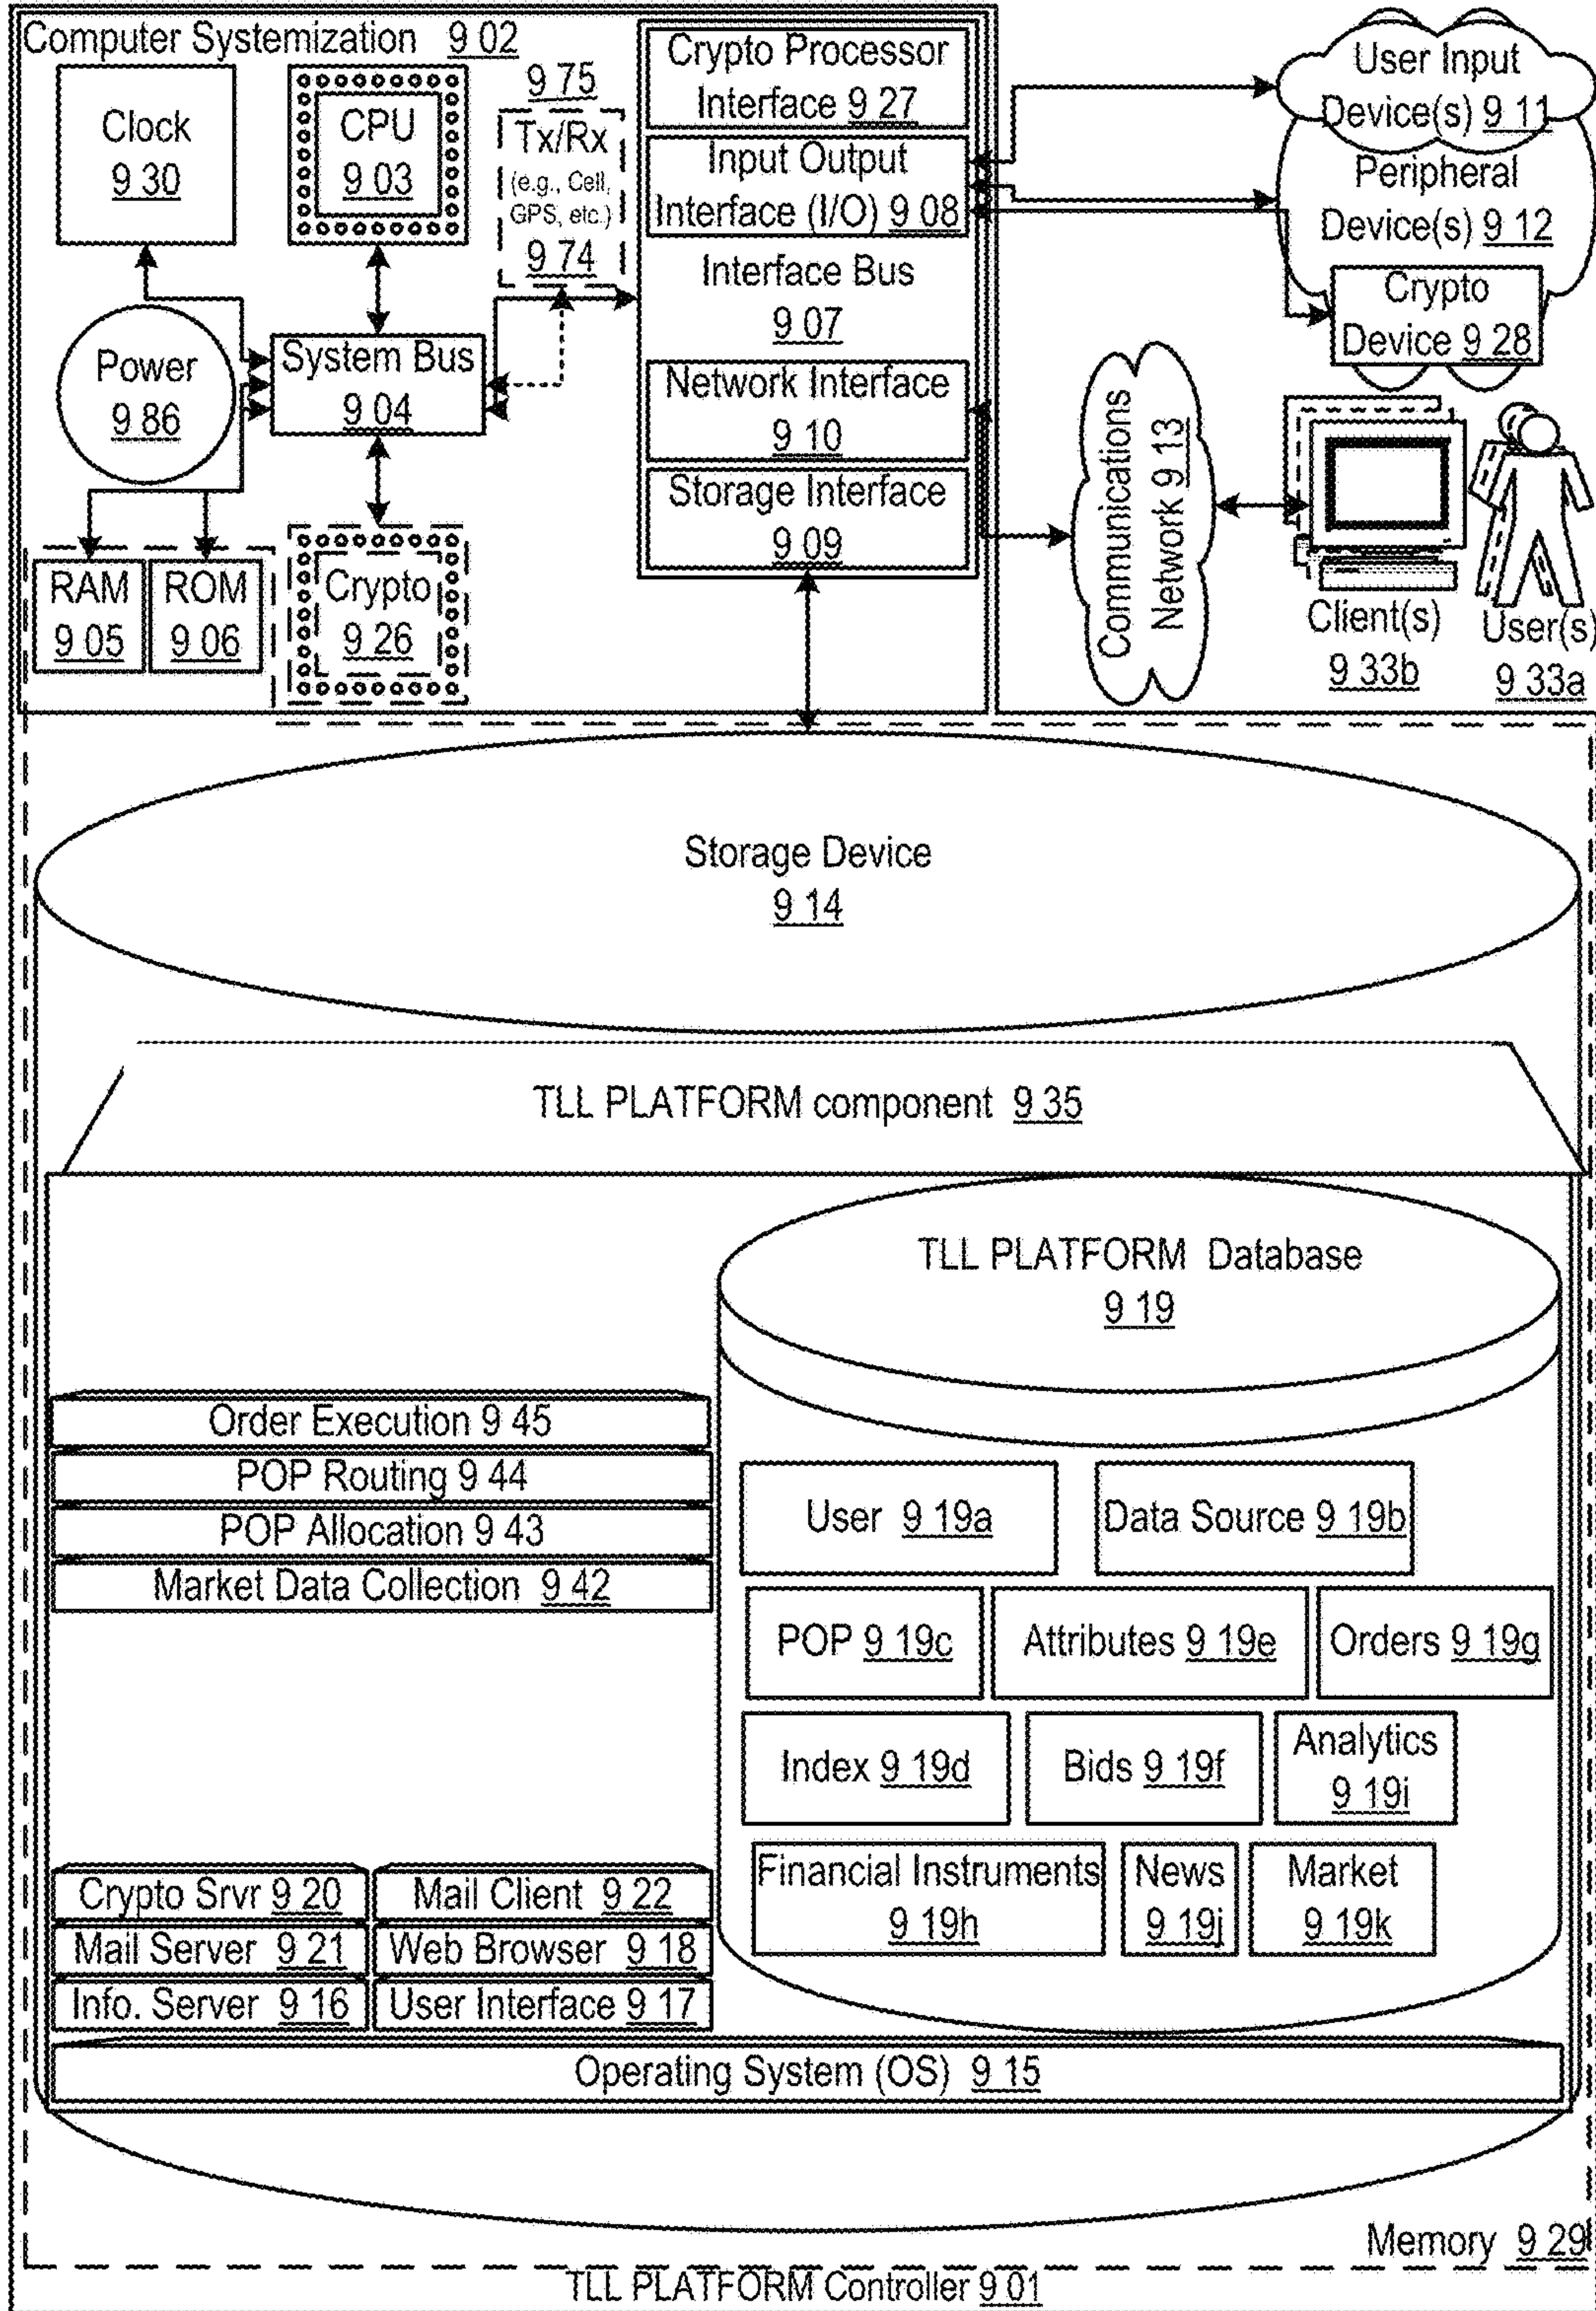 Computer Systemization 9 02
Clock
9 30
CPU
9 03
9 75
Tx/Rx
(e.g., Cell,
GPS, etc.)
9 74
Power
9 86
System Bus
9 04
RAM
9 05
ROM
9 06
Crypto
9 26
Crypto Processor
Interface 9 27
Input Output
Interface (I/O) 9 08
Interface Bus
9 07
Network Interface
9 10
Storage Interface
9 09
User Input
Device(s) 9 11
Peripheral
Device(s) 9 12
Crypto
Device 9 28
Communications
Network 9 13
Client(s)
9 33b
User(s)
9 33a
Storage Device
9 14
TLL PLATFORM component 9 35
TLL PLATFORM Database
9 19
Order Execution 9 45
POP Routing 9 44
POP Allocation 9 43
Market Data Collection 9 42
User 9 19a
Data Source 9 19b
POP 9 19c
Attributes 9 19e
Orders 9 19g
Index 9 19d
Bids 9 19f
Analytics
9 19i
Financial Instruments
9 19h
News
9 19j
Market
9 19k
Crypto Srvr 9 20
Mail Client 9 22
Mail Server 9 21
Web Browser 9 18
Info. Server 9 16
User Interface 9 17
Operating System (OS) 9 15
Memory 9 29
TLL PLATFORM Controller 9 01